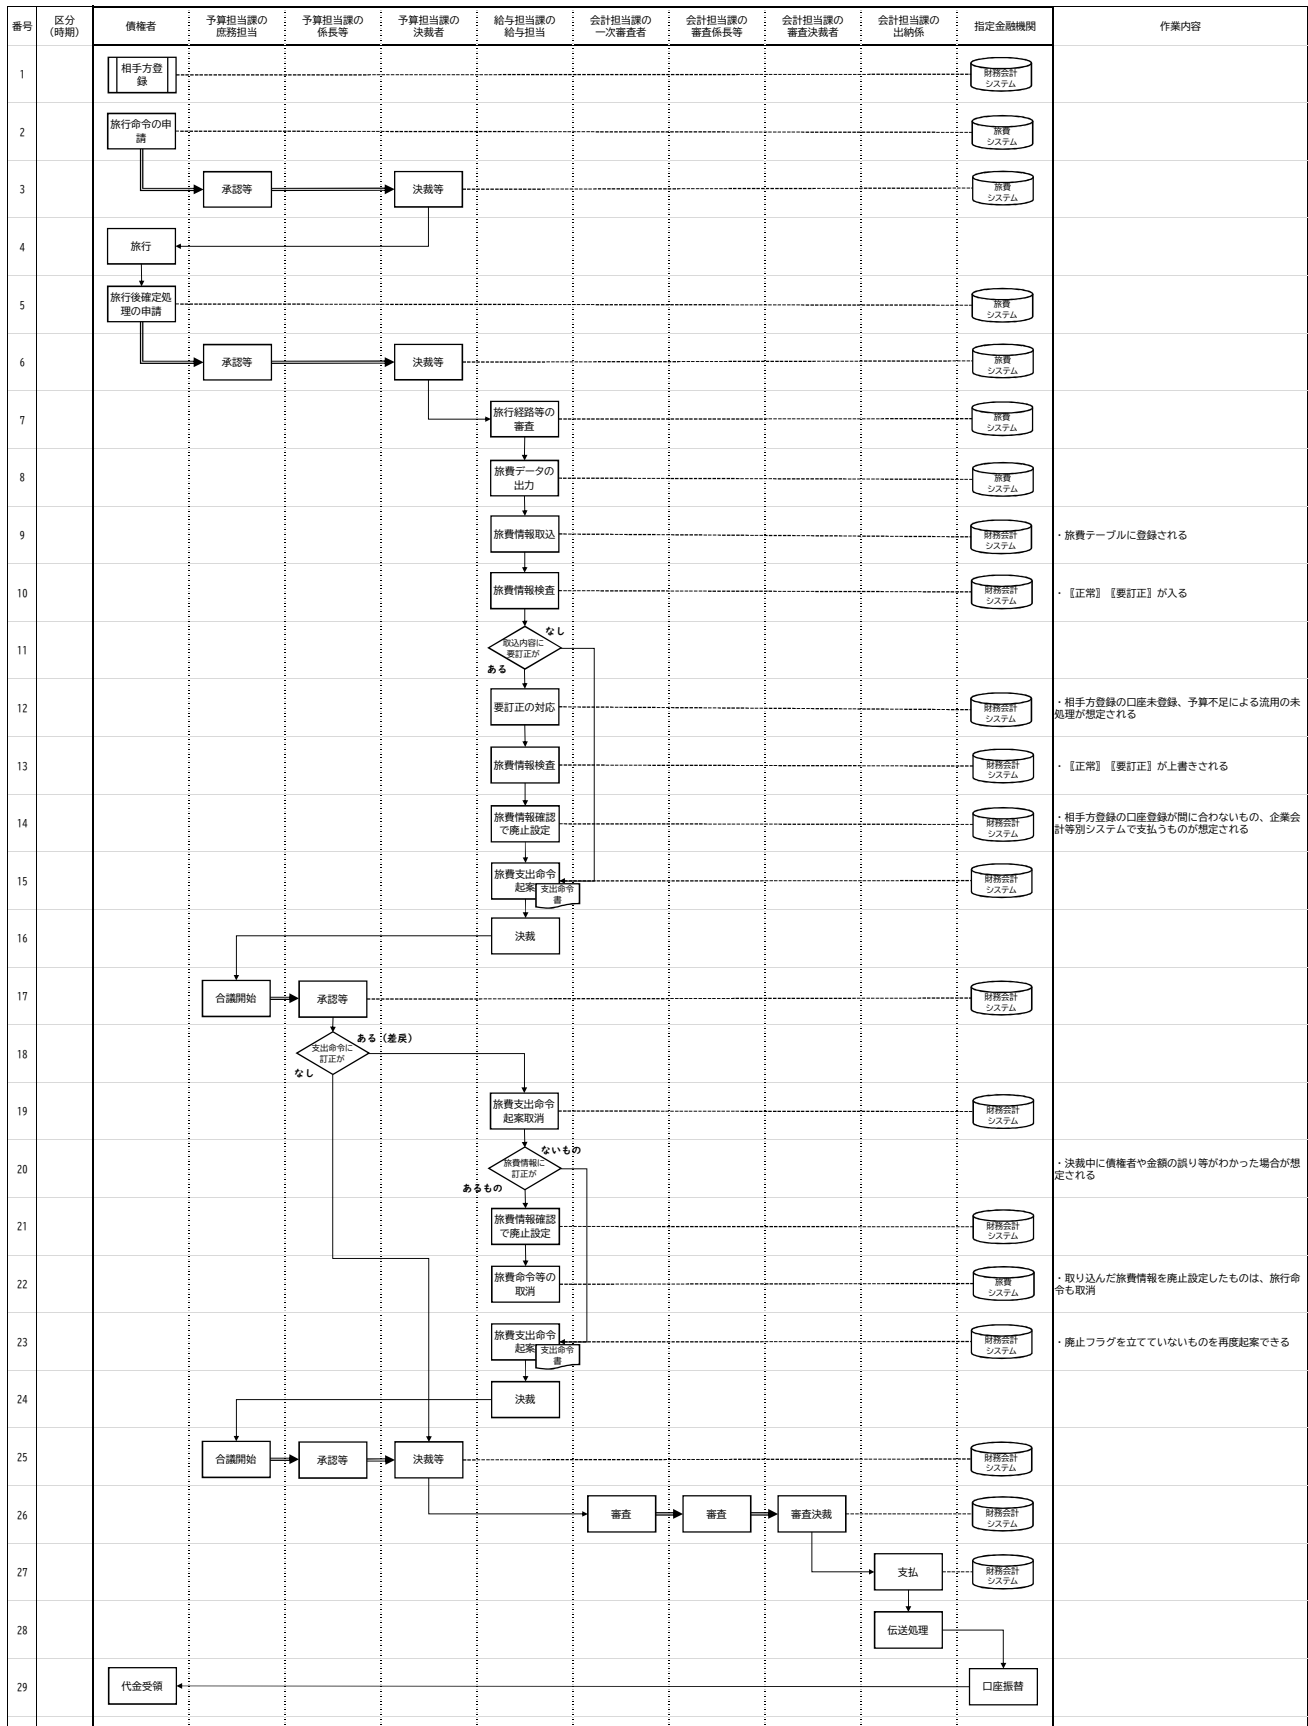 番号
区分
（時期）
債権者
予算担当課の
庶務担当
予算担当課の
係長等
予算担当課の
決裁者
給与担当課の
給与担当
会計担当課の
一次審査者
会計担当課の
審査係長等
会計担当課の
審査決裁者
会計担当課の
出納係
指定金融機関
作業内容
1
相手方登
録
財務会計
システム
2
旅行命令の申
請
旅費
システム
3
承認等
決裁等
旅費
システム
4
旅行
5
旅行後確定処
理の申請
旅費
システム
6
承認等
決裁等
旅費
システム
7
旅行経路等の
審査
旅費
システム
8
旅費データの
出力
旅費
システム
9
旅費情報取込
財務会計
システム
・旅費テーブルに登録される
10
旅費情報検査
財務会計
システム
・〖正常〗〖要訂正〗が入る
11
取込内容に
要訂正が
なし
ある
12
要訂正の対応
財務会計
システム
・相手方登録の口座未登録、予算不足による流用の未
処理が想定される
13
旅費情報検査
財務会計
システム
・〖正常〗〖要訂正〗が上書きされる
14
旅費情報確認
で廃止設定
財務会計
システム
・相手方登録の口座登録が間に合わないもの、企業会
計等別システムで支払うものが想定される
15
旅費支出命令
起案
支出命令
書
財務会計
システム
16
決裁
17
合議開始
承認等
財務会計
システム
18
支出命令に
訂正が
ある（差戻）
なし
19
旅費支出命令
起案取消
財務会計
システム
20
旅費情報に
訂正が
ないもの
あるもの
・決裁中に債権者や金額の誤り等がわかった場合が想
定される
21
旅費情報確認
で廃止設定
財務会計
システム
22
旅費命令等の
取消
旅費
システム
・取り込んだ旅費情報を廃止設定したものは、旅行命
令も取消
23
旅費支出命令
起案
支出命令
書
財務会計
システム
・廃止フラグを立てていないものを再度起案できる
24
決裁
25
合議開始
承認等
決裁等
財務会計
システム
26
審査
審査
審査決裁
財務会計
システム
27
支払
財務会計
システム
28
伝送処理
29
代金受領
口座振替